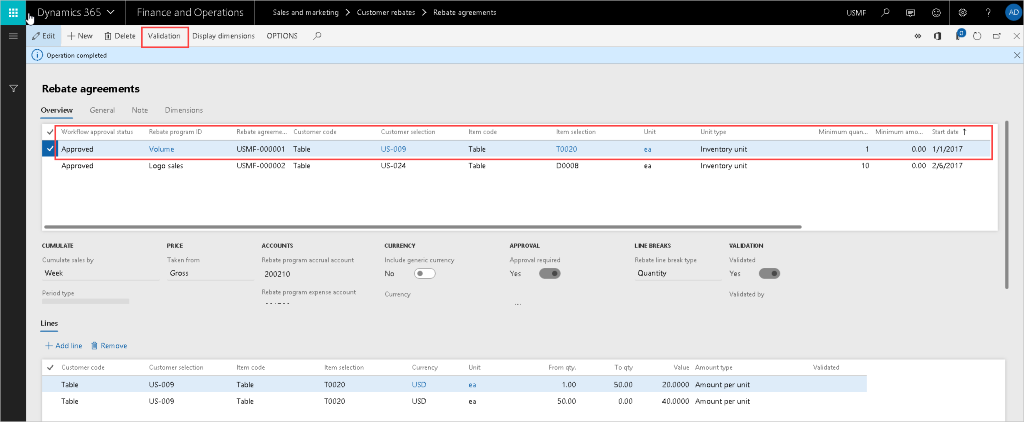 Dynamics 365 Finance and Operations Sales and marketing Customer rebates Rebate agreements USMF ? AD
Edit New Delete Validation Display dimensions OPTIONS 0
Operation completed
Rebate agreements
Overview General Note Dimensions
Workflow approval status Rebate program ID Rebate agreeme... Customer code Customer selection Item code Item selection Unit Unit type Minimum quan... Minimum amo... Start date
Approved Volume USMF-000001 Table US-009 Table T0020 ea Inventory unit 1 0.00 1/1/2017
Approved Logo sales USMF-000002 Table US-024 Table D0008 ea Inventory unit 10 0.00 2/6/2017
CUMULATE PRICE ACCOUNTS CURRENCY APPROVAL LINE BREAKS VALIDATION
Cumulate sales by Taken from Rebate program accrual account Include generic currency Approval required Rebate line break type Validated
Week Gross 200210 No Yes Quantity Yes
Period type Rebate program expense account Currency Validated by
Lines
Add line Remove
Customer code Customer selection Item code Item selection Currency Unit From qty. To qty Value Amount type Validated
Table US-009 Table T0020 USD ea 1.00 50.00 20.0000 Amount per unit
Table US-009 Table T0020 USD ea 50.00 0.00 40.0000 Amount per unit